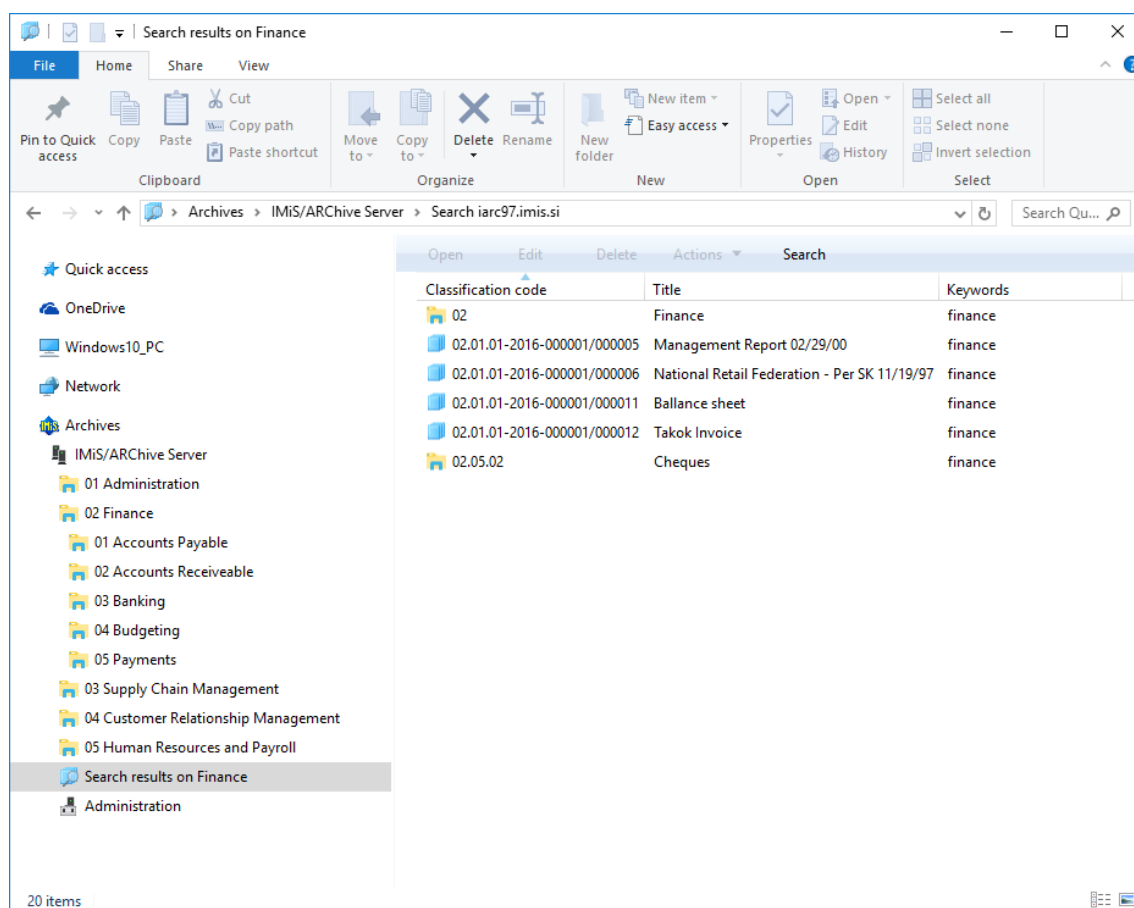 Search results on Finance
File Home Share View
Pin to Quick access
Copy
Paste
Cut
Copy path
Paste shortcut
Clipboard
Move to
Copy to
Delete
Rename
Organize
New folder
New item
Easy access
New
Properties
Open
Edit
History
Open
Select all
Select none
Invert selection
Select
Archives > IMiS/ARChive Server > Search iarc97.imis.si
Search Qu...
Quick access
OneDrive
Windows10_PC
Network
Archives
IMiS/ARChive Server
01 Administration
02 Finance
01 Accounts Payable
02 Accounts Receiveable
03 Banking
04 Budgeting
05 Payments
03 Supply Chain Management
04 Customer Relationship Management
05 Human Resources and Payroll
Search results on Finance
Administration
Open Edit Delete Actions Search
Classification code Title Keywords
02 Finance finance
02.01.01-2016-000001/000005 Management Report 02/29/00 finance
02.01.01-2016-000001/000006 National Retail Federation - Per SK 11/19/97 finance
02.01.01-2016-000001/000011 Ballance sheet finance
02.01.01-2016-000001/000012 Takok Invoice finance
02.05.02 Cheques finance
20 items